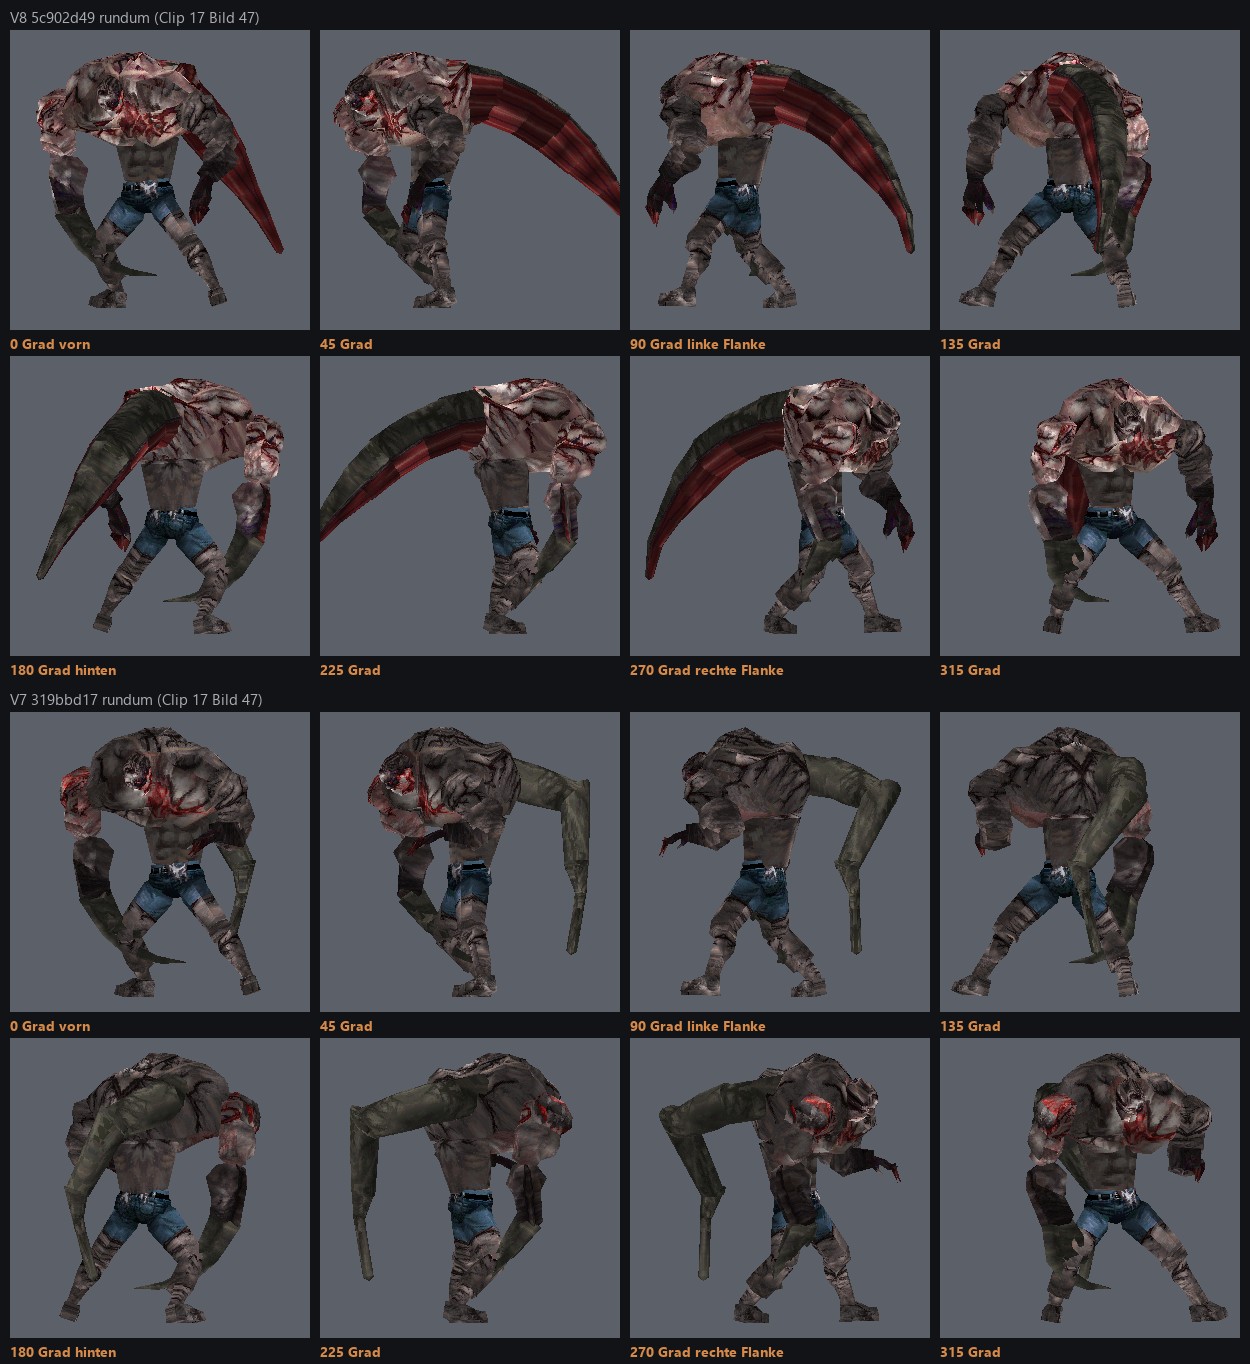 V8 5c902d49 rundum (Clip 17 Bild 47)
0 Grad vorn
45 Grad
90 Grad linke Flanke
135 Grad
180 Grad hinten
225 Grad
270 Grad rechte Flanke
315 Grad
V7 319bbd17 rundum (Clip 17 Bild 47)
0 Grad vorn
45 Grad
90 Grad linke Flanke
135 Grad
180 Grad hinten
225 Grad
270 Grad rechte Flanke
315 Grad